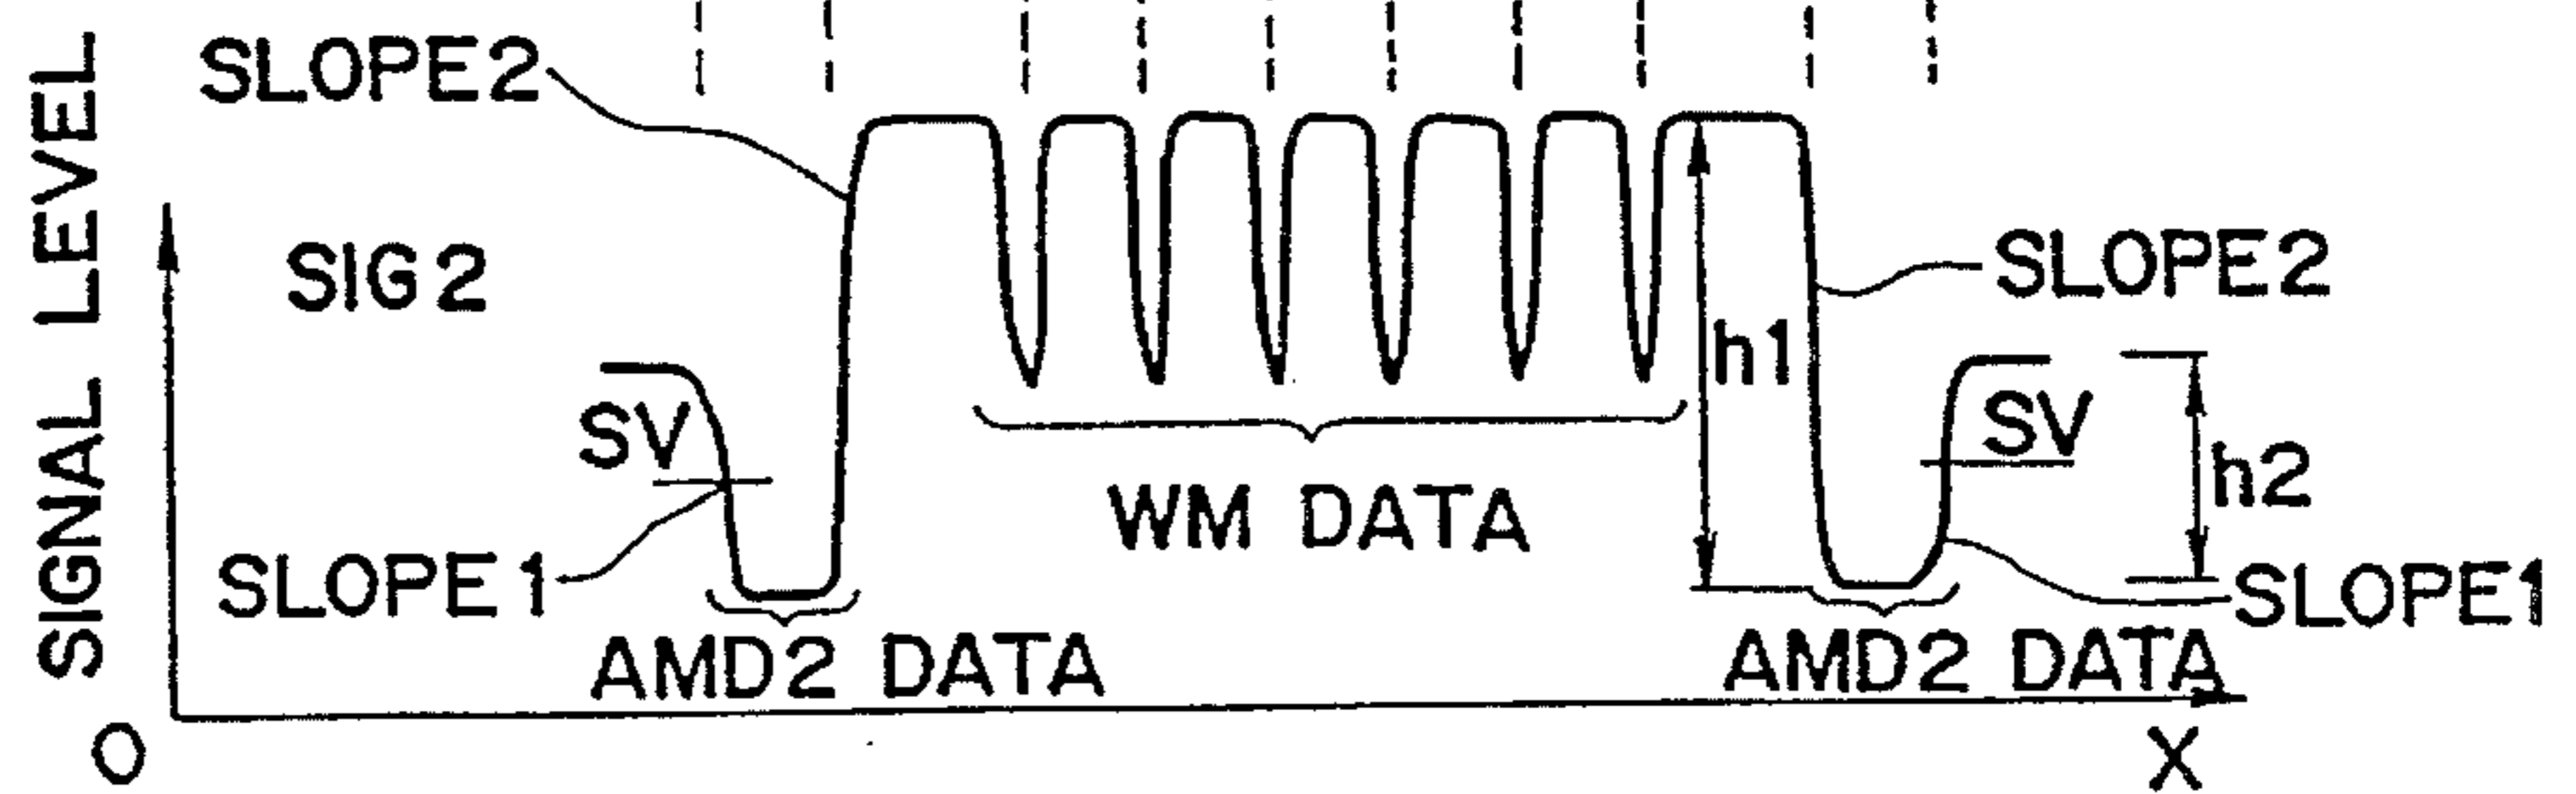 SIGNAL LEVEL
SLOPE2
SIG2
SLOPE2
h1
SV
SV
h2
WM DATA
SLOPE1
SLOPE1
AMD2 DATA
AMD2 DATA
O
X